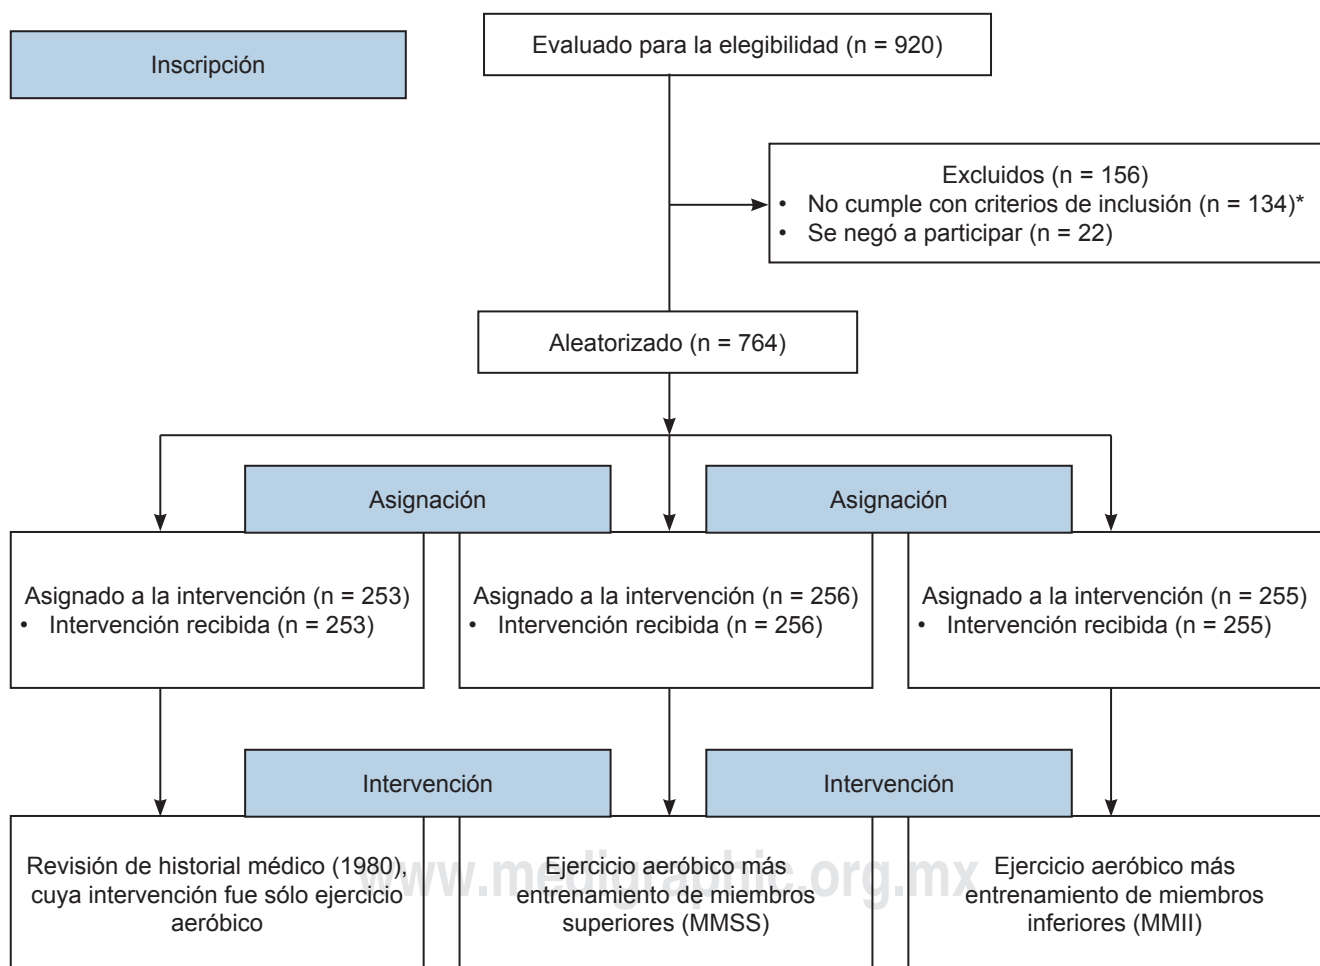 Inscripción
Evaluado para la elegibilidad (n = 920)
Excluidos (n = 156)
• No cumple con criterios de inclusión (n = 134)*
• Se negó a participar (n = 22)
Aleatorizado (n = 764)
Asignación
Asignación
Asignado a la intervención (n = 253)
• Intervención recibida (n = 253)
Asignado a la intervención (n = 256)
• Intervención recibida (n = 256)
Asignado a la intervención (n = 255)
• Intervención recibida (n = 255)
Intervención
Intervención
Revisión de historial médico (1980),
cuya intervención fue sólo ejercicio
aeróbico
Ejercicio aeróbico más
entrenamiento de miembros
superiores (MMSS)
Ejercicio aeróbico más
entrenamiento de miembros
inferiores (MMII)
www.medigraphic.org.mx